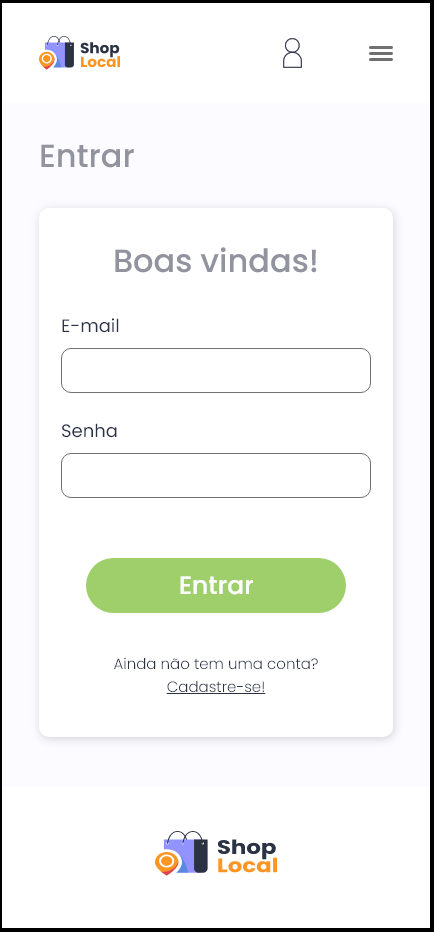 Shop
Local
Entrar
Boas vindas!
E-mail
Senha
Entrar
Ainda não tem uma conta?
Cadastre-se!
Shop
Local